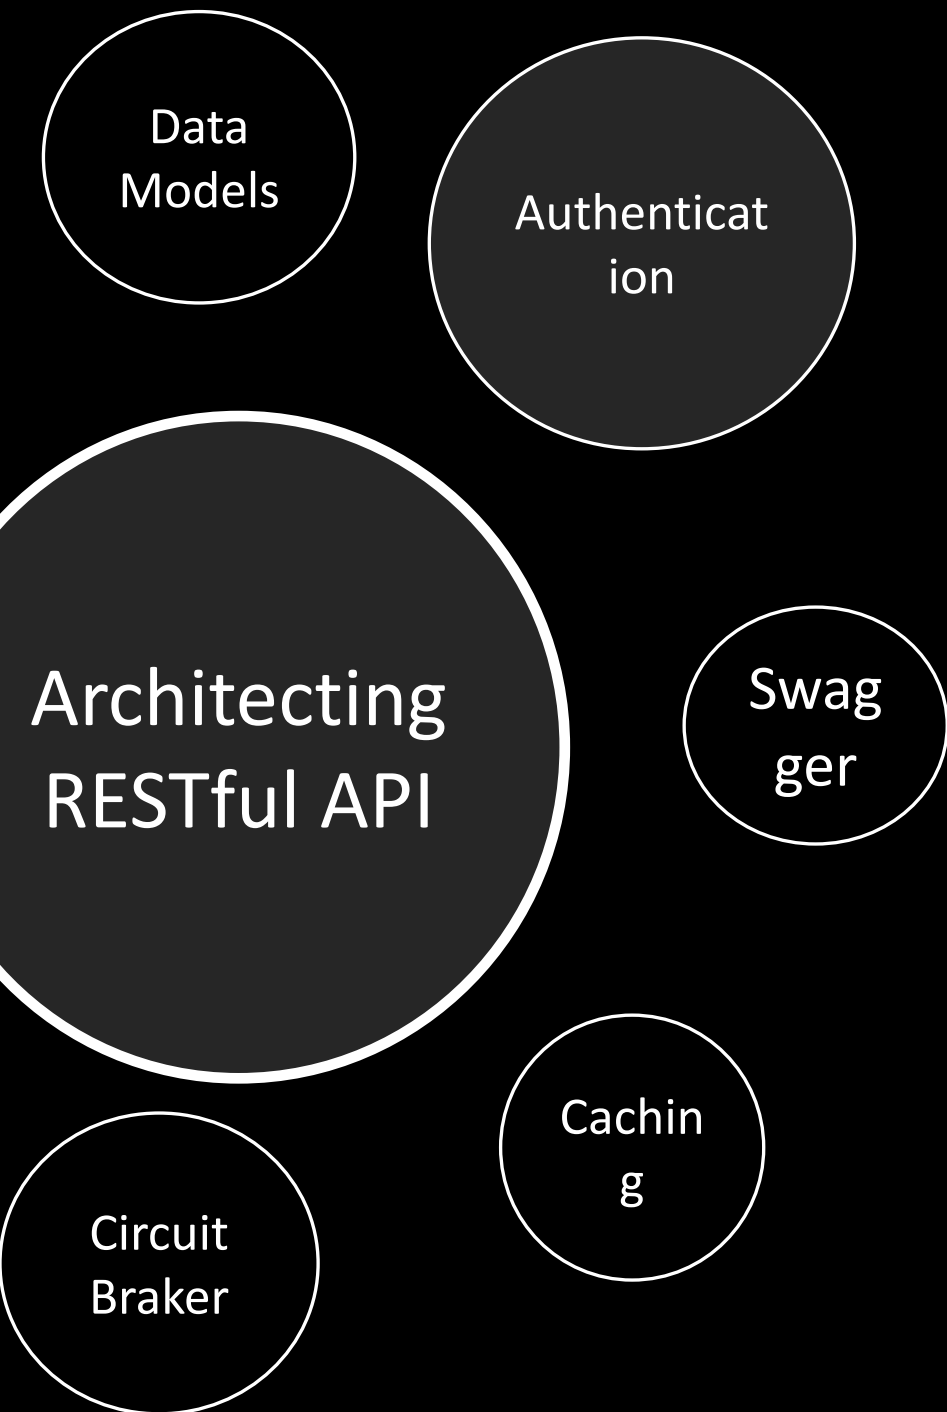 Data
Models
Authenticat
ion
Architecting
RESTful API
Swag
ger
Cachin
g
Circuit
Braker